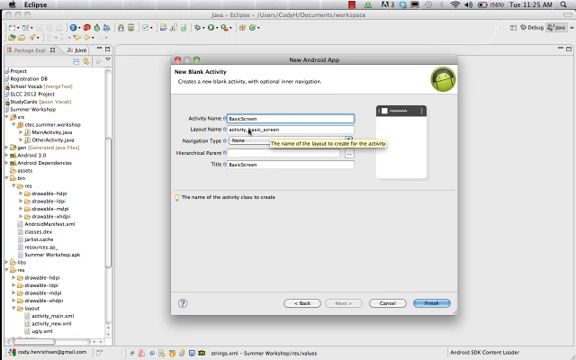 Eclipse
Tue 11:25 AM
Java - Eclipse - /Users/CodyH/Documents/workspace
Debug
Java
Package Expl
JUnit
Project
Registration DB
School Vocab [mergeTest]
SLCC 2012 Project
StudyCards [Java version]
Summer Workshop
src
ctec.summer.workshop
MainActivity.java
OtherActivity.java
gen [Generated Java Files]
Android 3.0
Android Dependencies
assets
bin
res
drawable-hdpi
drawable-ldpi
drawable-mdpi
drawable-xhdpi
AndroidManifest.xml
classes.dex
jarlist.cache
resources.ap_
Summer Workshop.apk
libs
res
drawable-hdpi
drawable-ldpi
drawable-mdpi
drawable-xhdpi
layout
activity_main.xml
activity_new.xml
ugly.xml
New Android App
New Blank Activity
Creates a new blank activity, with optional inner navigation.
Activity Name
BasicScreen
Layout Name
activity_basic_screen
Navigation Type
None
The name of the layout to create for the activity
Hierarchical Parent
...
Title
BasicScreen
The name of the activity class to create
?
< Back
Next >
Cancel
Finish
cody.henrichsen@gmail.com
strings.xml - Summer Workshop/res/values
Android SDK Content Loader